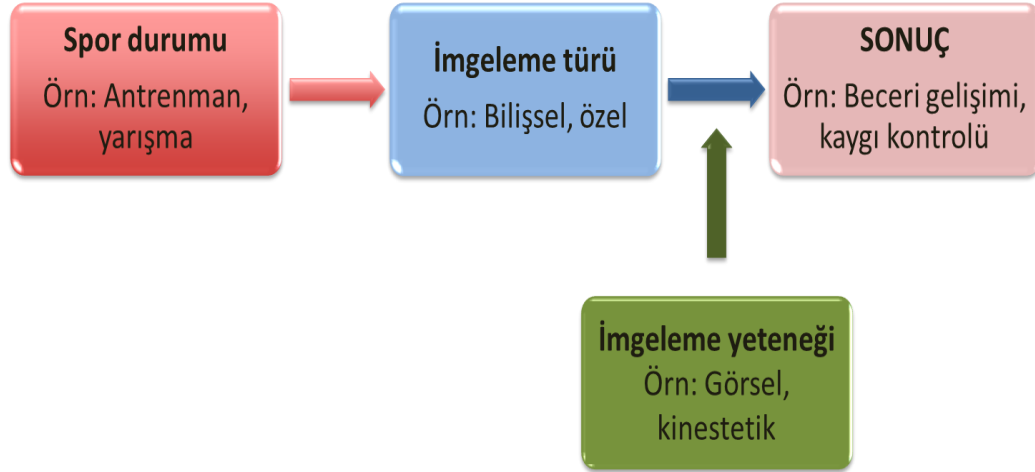 Spor durumu
Örn: Antrenman,
yarışma
İmgeleme türü
Örn: Bilişsel, özel
SONUÇ
Örn: Beceri gelişimi,
kaygı kontrolü
İmgeleme yeteneği
Örn: Görsel,
kinestetik